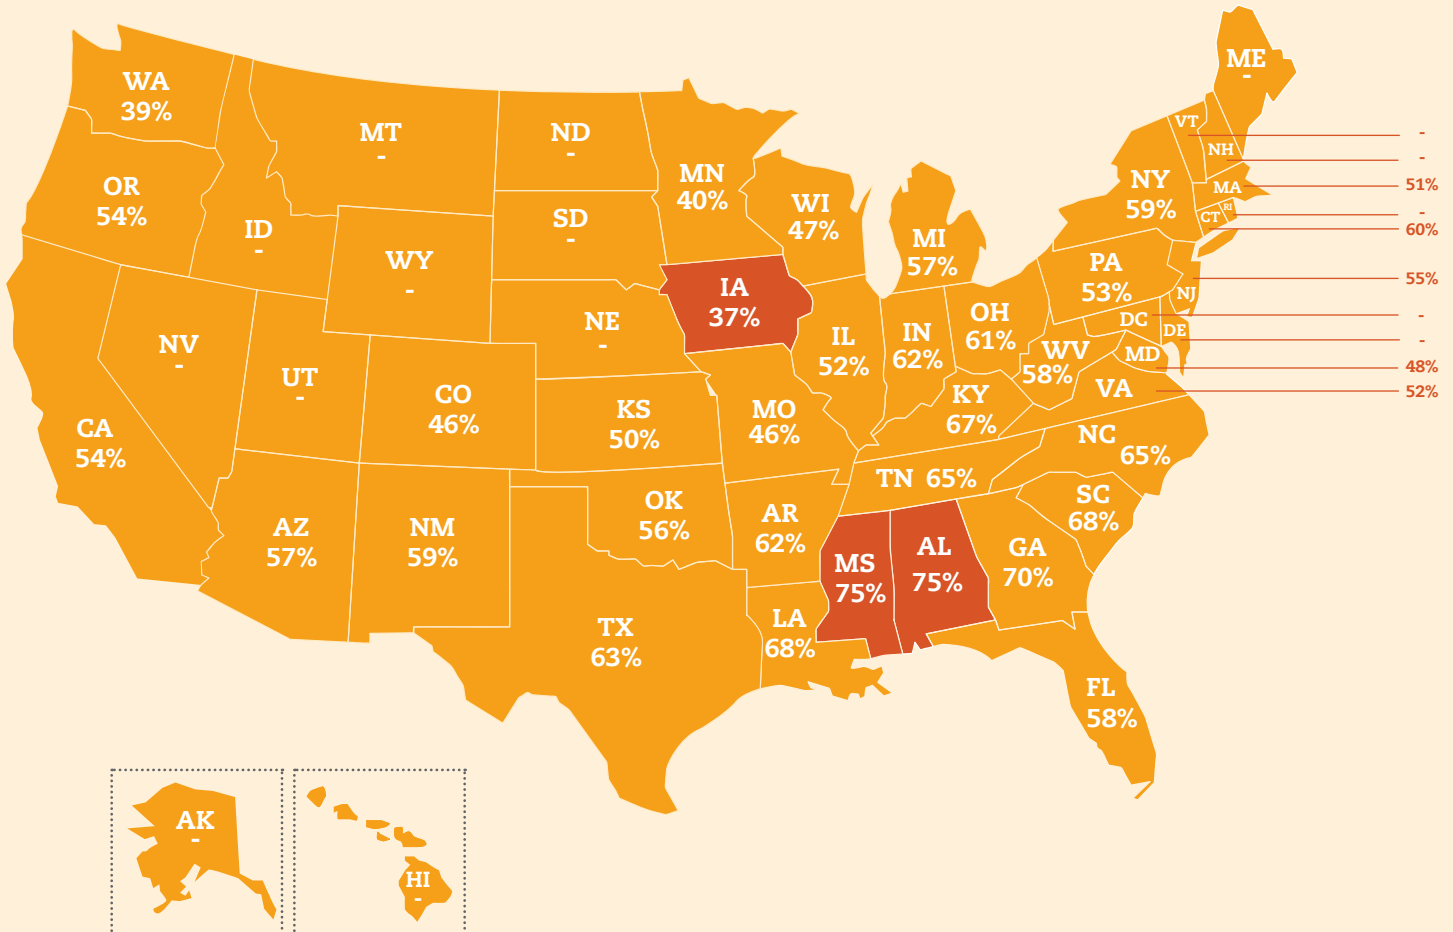 WA
39%
OR
54%
CA
54%
NV
-
ID
-
MT
-
WY
-
UT
-
CO
46%
AZ
57%
NM
59%
ND
-
SD
-
NE
-
KS
50%
OK
56%
TX
63%
MN
40%
IA
37%
MO
46%
AR
62%
LA
68%
WI
47%
IL
52%
MI
57%
IN
62%
OH
61%
KY
67%
TN 65%
MS
75%
AL
75%
GA
70%
FL
58%
SC
68%
NC
65%
WV
58%
VA
PA
53%
NY
59%
ME
-
VT
NH
MA
RI
CT
NJ
DC
DE
MD
-
-
51%
-
60%
55%
-
-
48%
52%
AK
-
HI
-